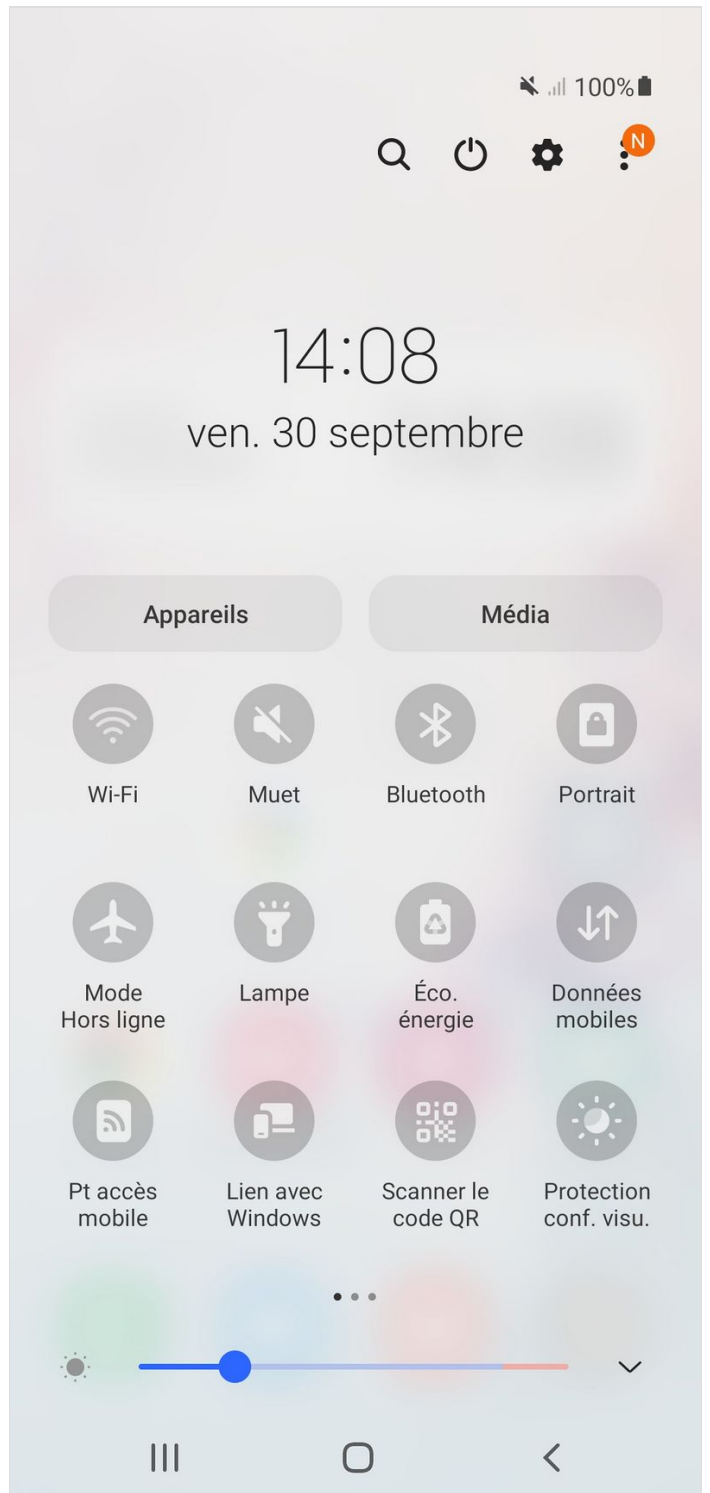 100%
N
14:08
ven. 30 septembre
Appareils
Média
Wi-Fi
Muet
Bluetooth
Portrait
Mode
Hors ligne
Lampe
Éco.
énergie
Données
mobiles
Pt accès
mobile
Lien avec
Windows
Scanner le
code QR
Protection
conf. visu.